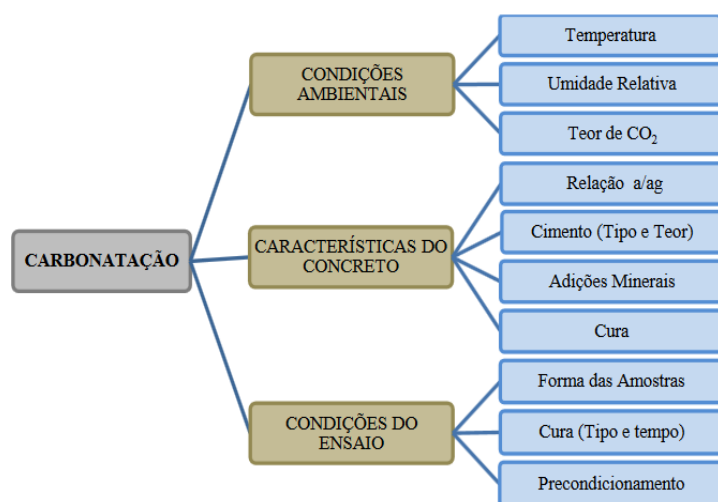 CARBONATAÇÃO
CONDIÇÕES
AMBIENTAIS
Temperatura
Umidade Relativa
Teor de CO₂
CARACTERÍSTICAS DO
CONCRETO
Relação a/ag
Cimento (Tipo e Teor)
Adições Minerais
Cura
CONDIÇÕES DO
ENSAIO
Forma das Amostras
Cura (Tipo e tempo)
Precondicionamento